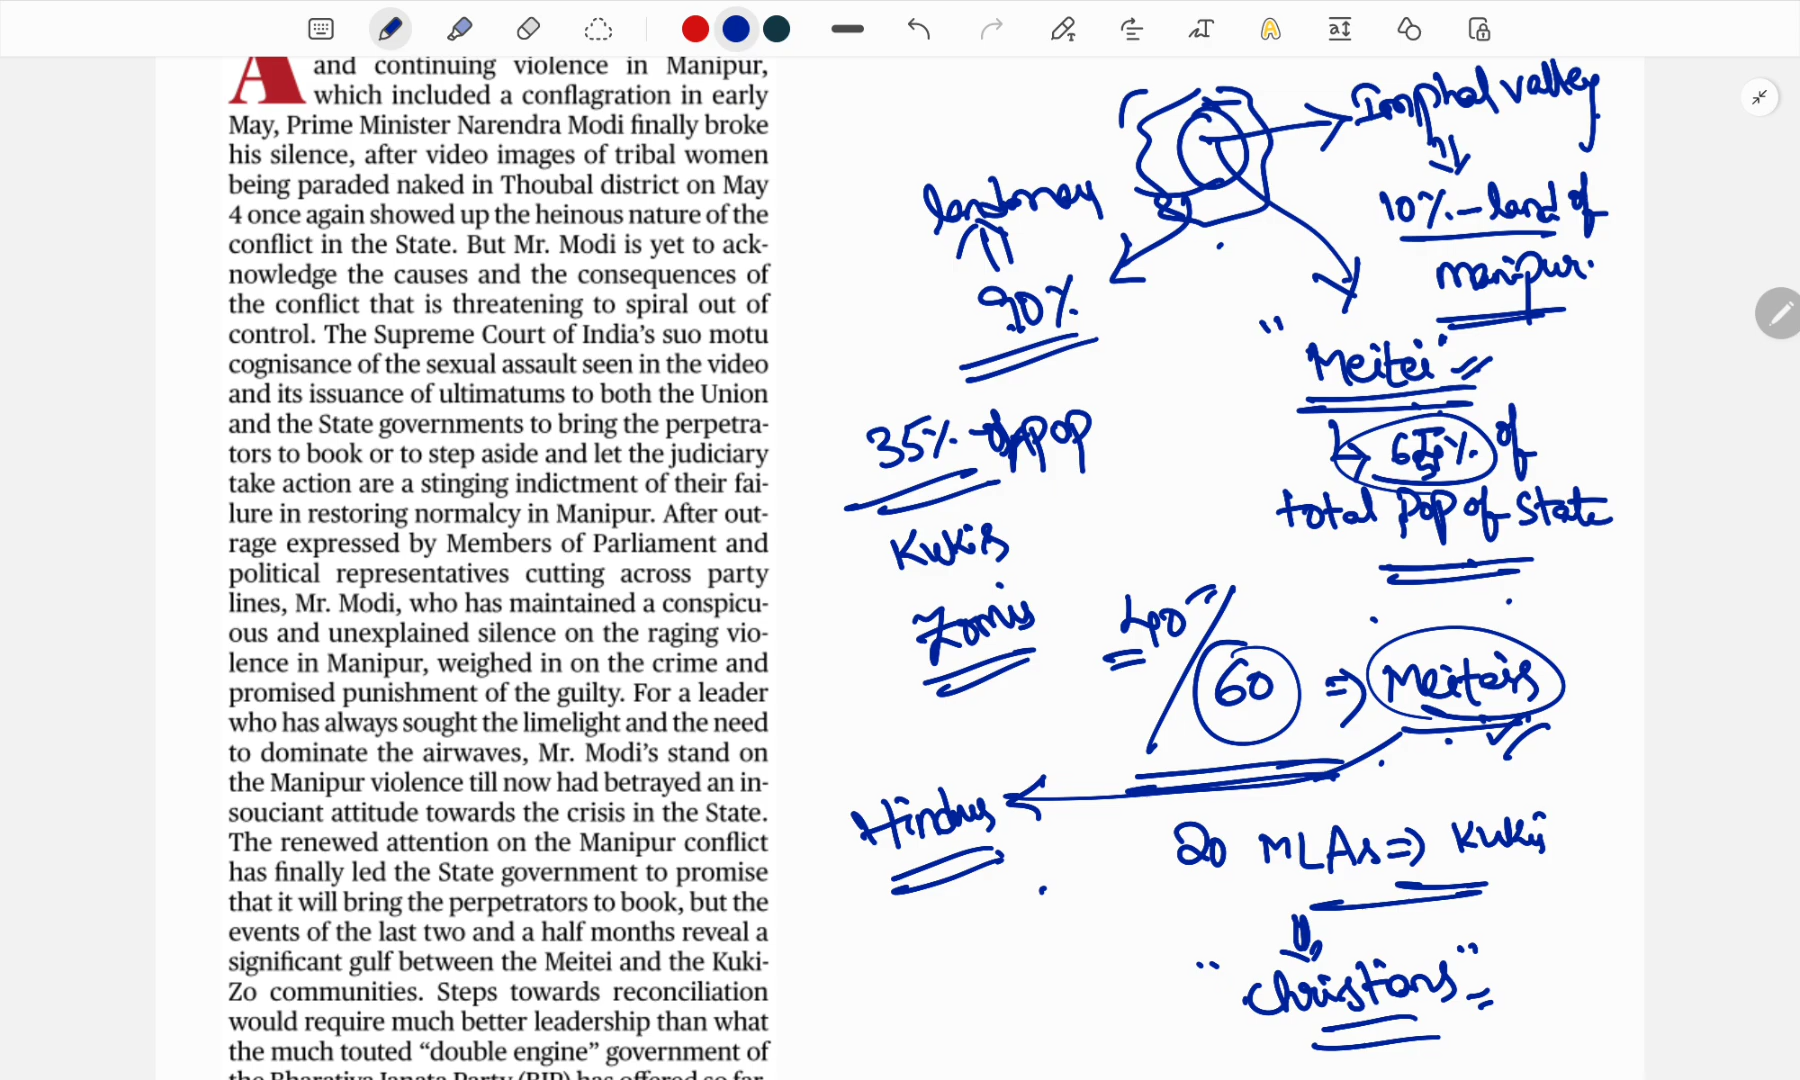 A
and continuing violence in Manipur,
which included a conflagration in early
May, Prime Minister Narendra Modi finally broke
his silence, after video images of tribal women
being paraded naked in Thoubal district on May
4 once again showed up the heinous nature of the
conflict in the State. But Mr. Modi is yet to ack-
nowledge the causes and the consequences of
the conflict that is threatening to spiral out of
control. The Supreme Court of India's suo motu
cognisance of the sexual assault seen in the video
and its issuance of ultimatums to both the Union
and the State governments to bring the perpetra-
tors to book or to step aside and let the judiciary
take action are a stinging indictment of their fai-
lure in restoring normalcy in Manipur. After out-
rage expressed by Members of Parliament and
political representatives cutting across party
lines, Mr. Modi, who has maintained a conspicu-
ous and unexplained silence on the raging vio-
lence in Manipur, weighed in on the crime and
promised punishment of the guilty. For a leader
who has always sought the limelight and the need
to dominate the airwaves, Mr. Modi's stand on
the Manipur violence till now had betrayed an in-
souciant attitude towards the crisis in the State.
The renewed attention on the Manipur conflict
has finally led the State government to promise
that it will bring the perpetrators to book, but the
events of the last two and a half months reveal a
significant gulf between the Meitei and the Kuki-
Zo communities. Steps towards reconciliation
would require much better leadership than what
the much touted "double engine" government of
the Bharatiya Janata Party (BJP) has offered so far.
Imphal valley
10% - land of
manipur.
90%
"Meitei"
65% of
total Pop of State
35% - of pop
Kukis
Zomis
40
60 => Meiteis
Hindus
20 MLAs => Kukis
"Christians"